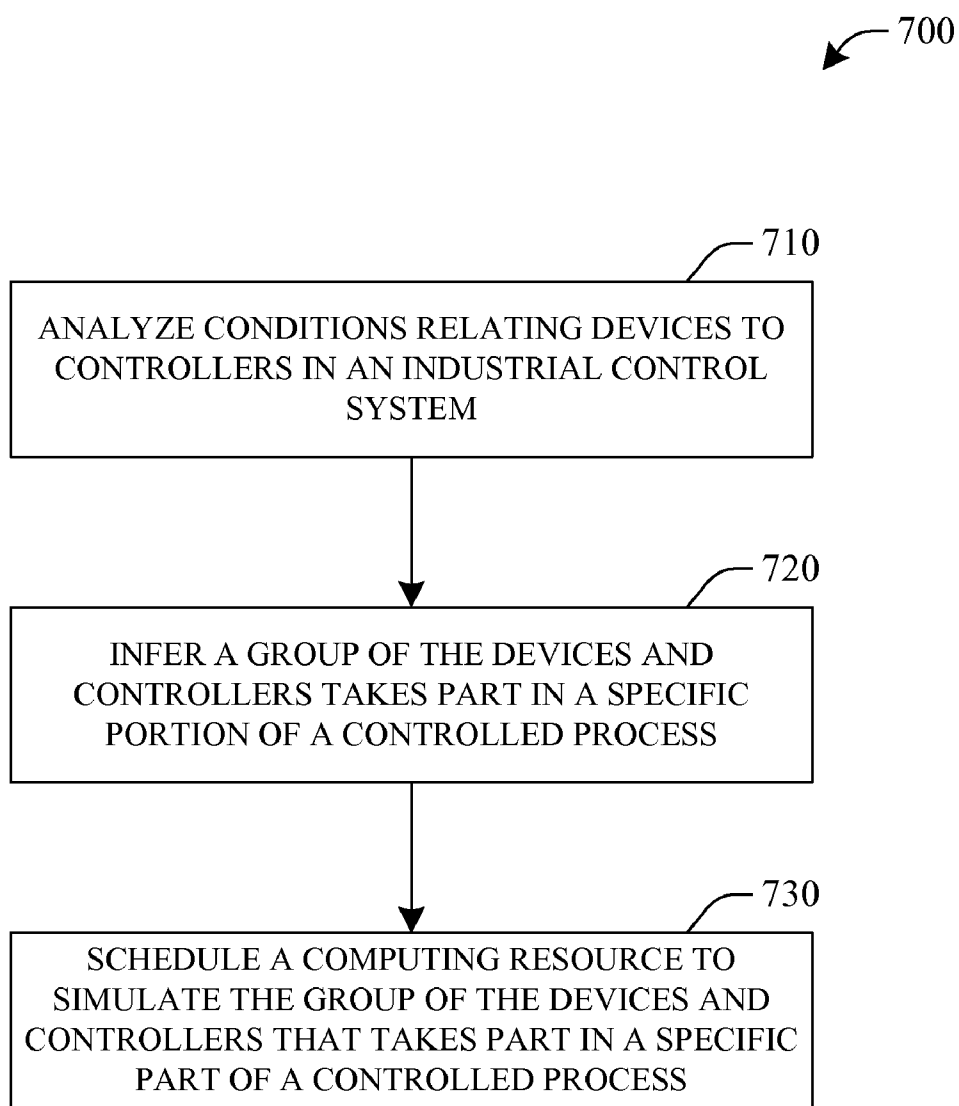 700
710
ANALYZE CONDITIONS RELATING DEVICES TO
CONTROLLERS IN AN INDUSTRIAL CONTROL
SYSTEM
720
INFER A GROUP OF THE DEVICES AND
CONTROLLERS TAKES PART IN A SPECIFIC
PORTION OF A CONTROLLED PROCESS
730
SCHEDULE A COMPUTING RESOURCE TO
SIMULATE THE GROUP OF THE DEVICES AND
CONTROLLERS THAT TAKES PART IN A SPECIFIC
PART OF A CONTROLLED PROCESS